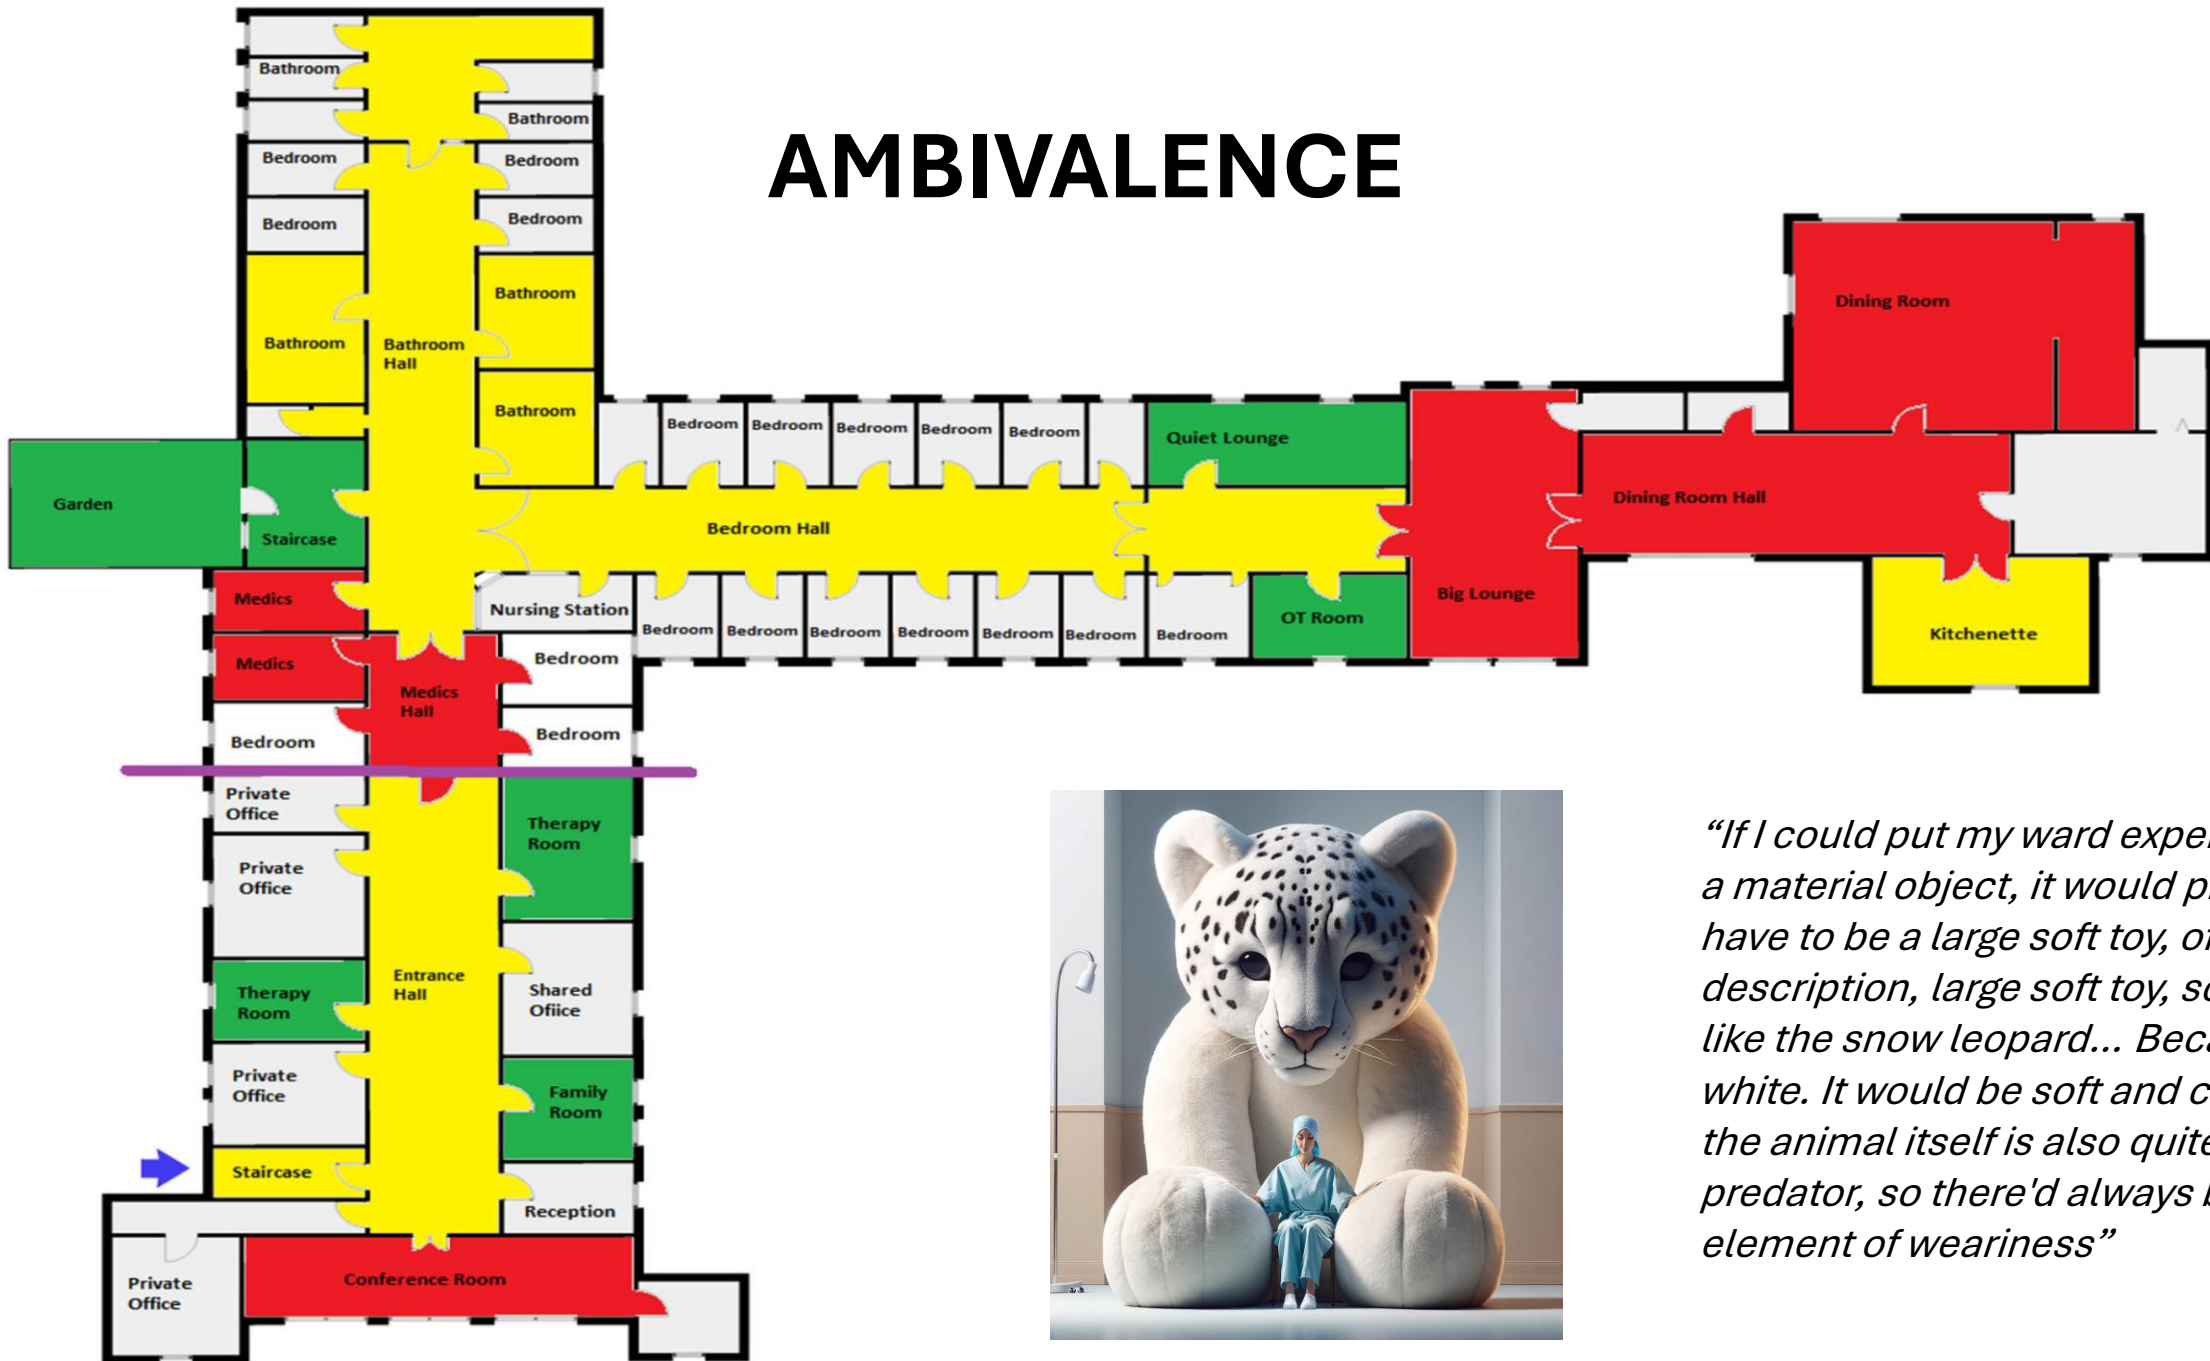 AMBIVALENCE
Bathroom
Bathroom
Bedroom
Bedroom
Bedroom
Bedroom
Bathroom
Bathroom
Bathroom
Hall
Bathroom
Garden
Staircase
Bedroom
Bedroom
Bedroom
Bedroom
Bedroom
Quiet Lounge
Bedroom Hall
Dining Room
Dining Room Hall
Big Lounge
Kitchenette
Medics
Nursing Station
Bedroom
Bedroom
Bedroom
Bedroom
Bedroom
Bedroom
Bedroom
OT Room
Medics
Medics
Hall
Bedroom
Bedroom
Bedroom
Private
Office
Therapy
Room
Private
Office
Entrance
Hall
Therapy
Room
Shared
Ofiice
Private
Office
Family
Room
Staircase
Reception
Private
Office
Conference Room
“If I could put my ward
a material object, it would
have to be a large soft toy,
description, large soft toy,
like the snow leopard...
white. It would be soft and
the animal itself is also quite
predator, so there'd always
element of weariness”